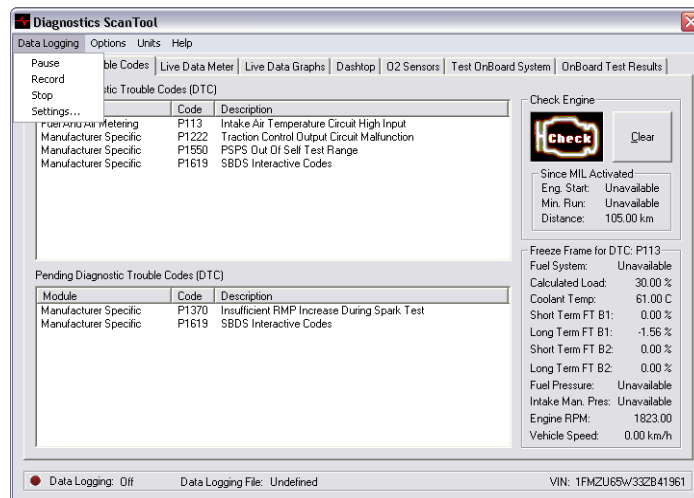 Diagnostics ScanTool
Data Logging Options Units Help
Pause
Record
Stop
Settings...
ble Codes Live Data Meter Live Data Graphs Dashtop O2 Sensors Test OnBoard System OnBoard Test Results
stic Trouble Codes (DTC)
Code Description
Fuel And Air Metering P113 Intake Air Temperature Circuit High Input
Manufacturer Specific P1222 Traction Control Output Circuit Malfunction
Manufacturer Specific P1550 PSPS Out Of Self Test Range
Manufacturer Specific P1619 SBDS Interactive Codes
Pending Diagnostic Trouble Codes (DTC)
Module Code Description
Manufacturer Specific P1370 Insufficient RMP Increase During Spark Test
Manufacturer Specific P1619 SBDS Interactive Codes
Check Engine
Check
Clear
Since MIL Activated
Eng. Start: Unavailable
Min. Run: Unavailable
Distance: 105.00 km
Freeze Frame for DTC: P113
Fuel System: Unavailable
Calculated Load: 30.00 %
Coolant Temp: 61.00 C
Short Term FT B1: 0.00 %
Long Term FT B1: -1.56 %
Short Term FT B2: 0.00 %
Long Term FT B2: 0.00 %
Fuel Pressure: Unavailable
Intake Man. Pres: Unavailable
Engine RPM: 1823.00
Vehicle Speed: 0.00 km/h
Data Logging: Off Data Logging File: Undefined VIN: 1FMZU65W33ZB41961